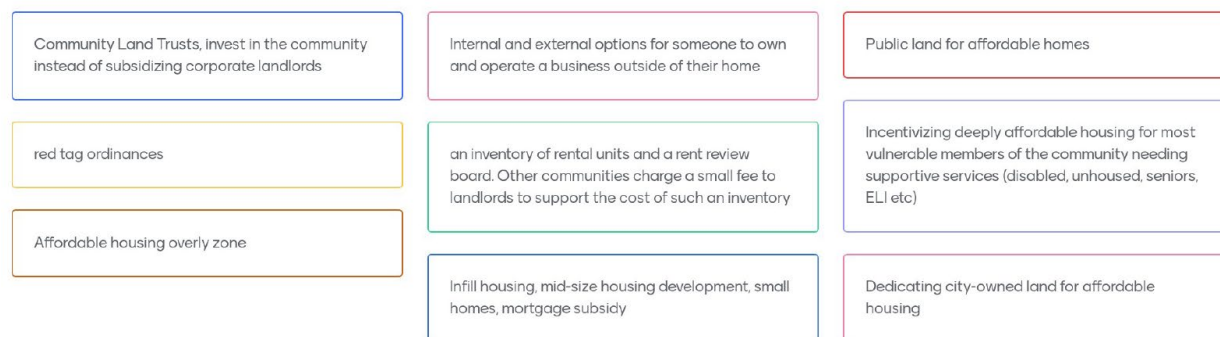 Community Land Trusts, invest in the community
instead of subsidizing corporate landlords
red tag ordinances
Affordable housing overly zone
Internal and external options for someone to own
and operate a business outside of their home
an inventory of rental units and a rent review
board. Other communities charge a small fee to
landlords to support the cost of such an inventory
Infill housing, mid-size housing development, small
homes, mortgage subsidy
Public land for affordable homes
Incentivizing deeply affordable housing for most
vulnerable members of the community needing
supportive services (disabled, unhoused, seniors,
ELI etc)
Dedicating city-owned land for affordable
housing